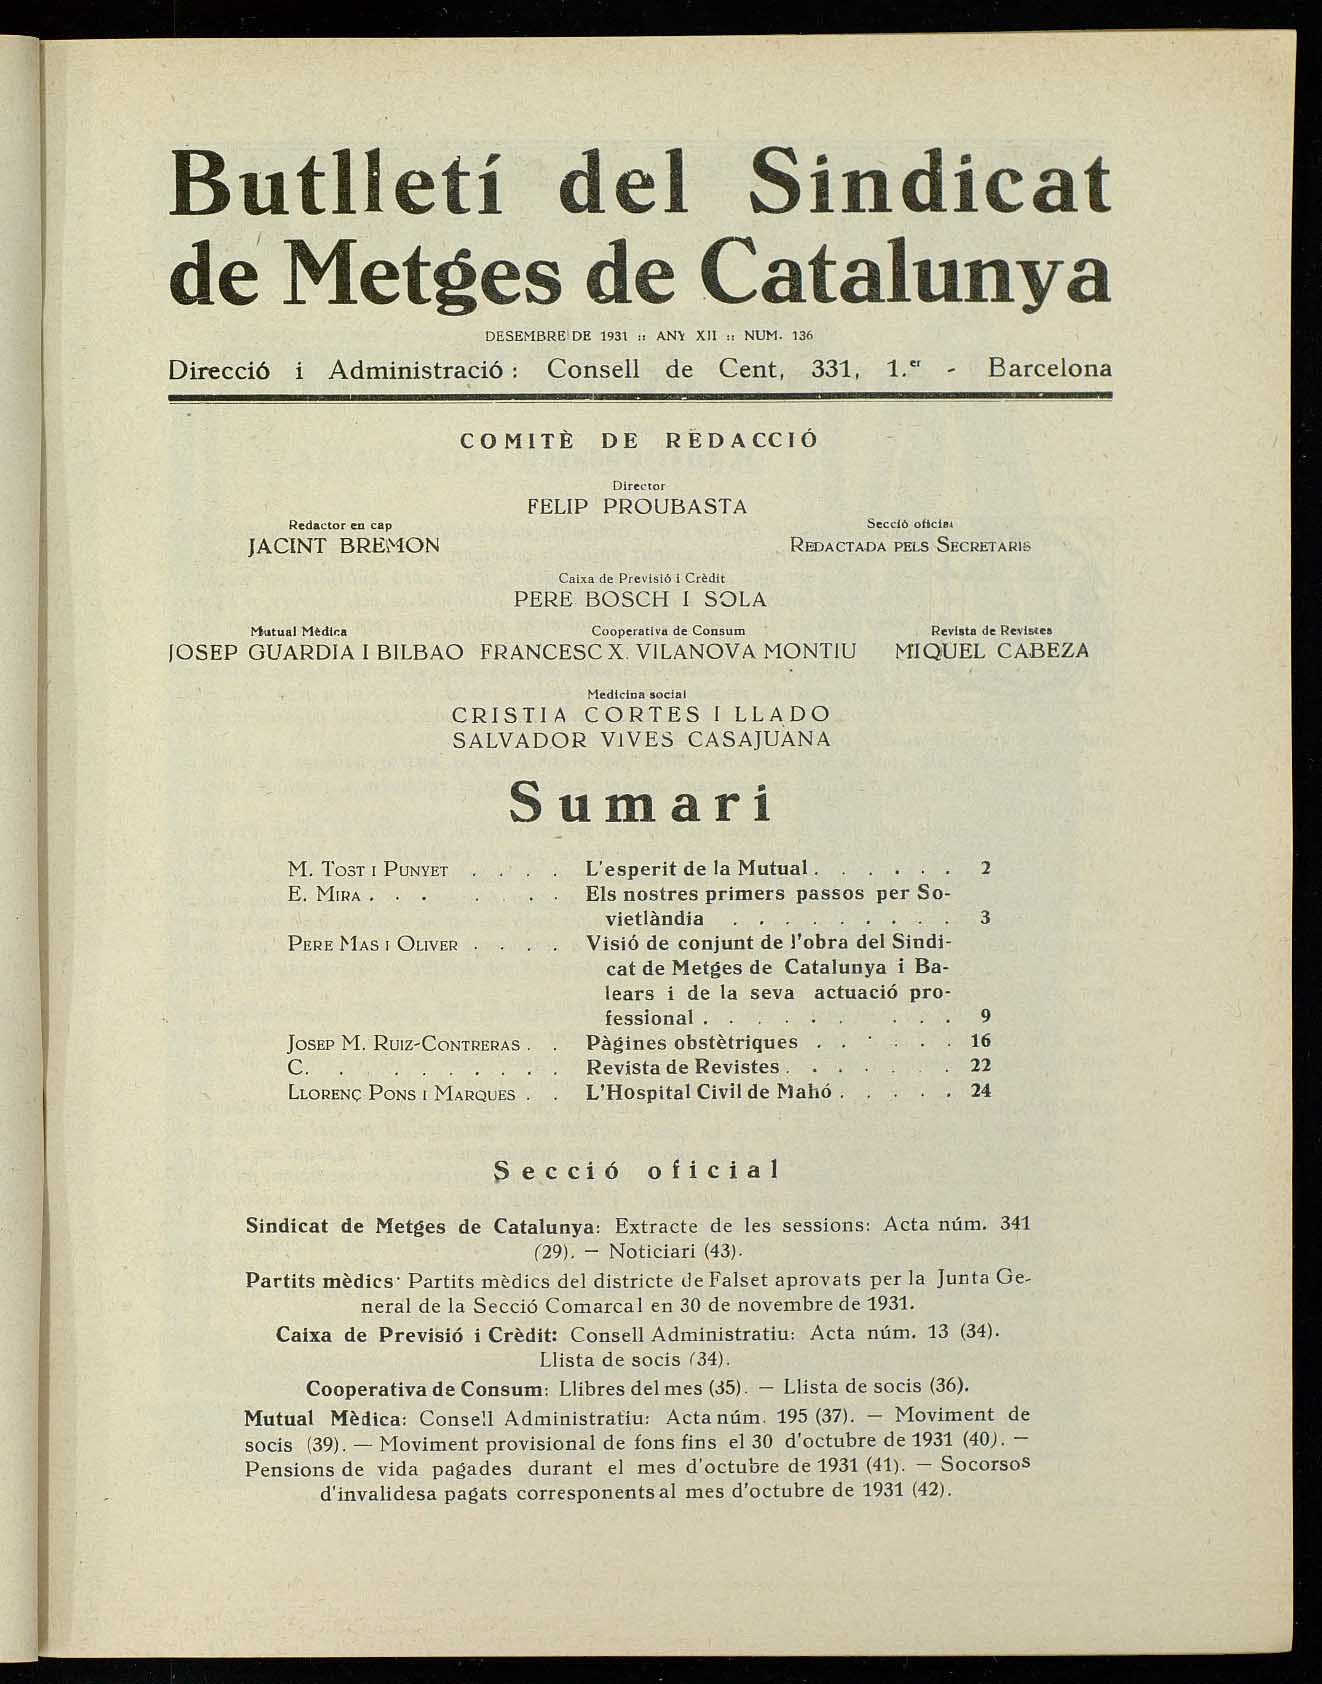 Butlletí del Sindicat
de Metges de Catalunya
DESEMBRE DE 1931 :: ANY XII :: NUM. 136
Direcció i Administració : Consell de Cent, 331, 1.er - Barcelona
COMITÈ DE REDACCIÓ
Director
FELIP PROUBASTA
Redactor en cap Secció oficial
JACINT BREMON REDACTADA PELS SECRETARIS
Caixa de Previsió i Crèdit
PERE BOSCH I SOLA
Mutual Mèdica Cooperativa de Consum Revista de Revistes
JOSEP GUARDIA I BILBAO FRANCESC X. VILANOVA MONTIU MIQUEL CABEZA
Medicina social
CRISTIA CORTES I LLADO
SALVADOR VIVES CASAJUANA
Sumari
M. TOST I PUNYET . . . . L'esperit de la Mutual . . . . . . 2
E. MIRA . . . . . . Els nostres primers passos per So-
vietlàndia . . . . . . . . . 3
PERE MAS I OLIVER . . . . Visió de conjunt de l'obra del Sindi-
cat de Metges de Catalunya i Ba-
lears i de la seva actuació pro-
fessional . . . . . . . . . 9
JOSEP M. RUIZ-CONTRERAS . . Pàgines obstètriques . . . . . . 16
C. . . . . . . . . . Revista de Revistes . . . . . . . 22
LLORENÇ PONS I MARQUES . . L'Hospital Civil de Mahó . . . . . 24
Secció oficial
Sindicat de Metges de Catalunya: Extracte de les sessions: Acta núm. 341
(29). — Noticiari (43).
Partits mèdics· Partits mèdics del districte de Falset aprovats per la Junta Ge-
neral de la Secció Comarcal en 30 de novembre de 1931.
Caixa de Previsió i Crèdit: Consell Administratiu: Acta núm. 13 (34).
Llista de socis (34).
Cooperativa de Consum: Llibres del mes (35). — Llista de socis (36).
Mutual Mèdica: Consell Administratiu: Acta núm. 195 (37). — Moviment de
socis (39). — Moviment provisional de fons fins el 30 d'octubre de 1931 (40). —
Pensions de vida pagades durant el mes d'octubre de 1931 (41). — Socorsos
d'invalidesa pagats corresponents al mes d'octubre de 1931 (42).